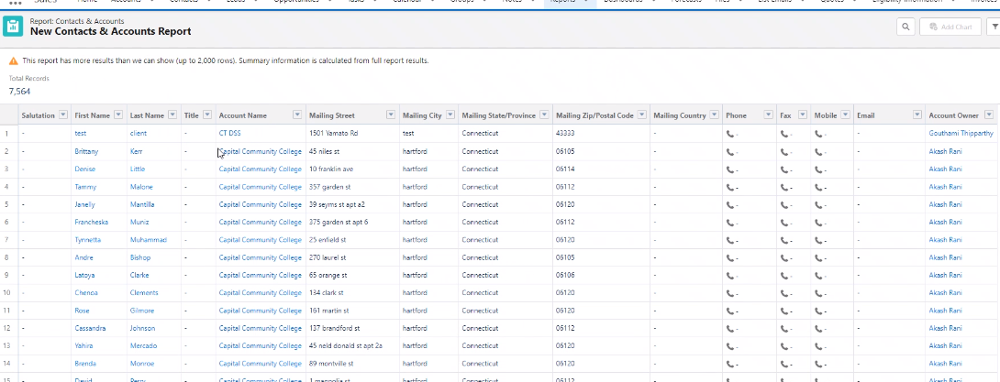 Sales Home Accounts Contacts Leads Opportunities Tasks Calendar Groups Notes Reports Dashboards Forecasts Files List Emails Quotes Eligibility Information Invoices
Report: Contacts & Accounts
New Contacts & Accounts Report
Add Chart
This report has more results than we can show (up to 2,000 rows). Summary information is calculated from full report results.
Total Records
7,564
Salutation First Name Last Name Title Account Name Mailing Street Mailing City Mailing State/Province Mailing Zip/Postal Code Mailing Country Phone Fax Mobile Email Account Owner
1 - test client - CT DSS 1501 Yamato Rd test Connecticut 43333 - - - - - Gouthami Thipparthy
2 - Brittany Kerr - Capital Community College 45 niles st hartford Connecticut 06105 - - - - - Akash Rani
3 - Denise Little - Capital Community College 10 franklin ave hartford Connecticut 06114 - - - - - Akash Rani
4 - Tammy Malone - Capital Community College 357 garden st hartford Connecticut 06112 - - - - - Akash Rani
5 - Janelly Mantilla - Capital Community College 39 seyms st apt a2 hartford Connecticut 06120 - - - - - Akash Rani
6 - Francheska Muniz - Capital Community College 375 garden st apt 6 hartford Connecticut 06112 - - - - - Akash Rani
7 - Tynnetta Muhammad - Capital Community College 25 enfield st hartford Connecticut 06120 - - - - - Akash Rani
8 - Andre Bishop - Capital Community College 270 laurel st hartford Connecticut 06105 - - - - - Akash Rani
9 - Latoya Clarke - Capital Community College 65 orange st hartford Connecticut 06106 - - - - - Akash Rani
10 - Clements - Capital Community College 134 clark st hartford Connecticut 06120 - - - - - Akash Rani
11 - Rose Gilmore - Capital Community College 161 martin st hartford Connecticut 06120 - - - - - Akash Rani
12 - Cassandra Johnson - Capital Community College 137 brandford st hartford Connecticut 06112 - - - - - Akash Rani
13 - Yahira Mercado - Capital Community College 45 neld donald st apt 2a hartford Connecticut 06120 - - - - - Akash Rani
14 - Brenda Monroe - Capital Community College 89 montville st hartford Connecticut 06120 - - - - - Akash Rani
15 - David Perry - Capital Community College 1 magnolia st hartford Connecticut 06112 - - - - - Akash Rani